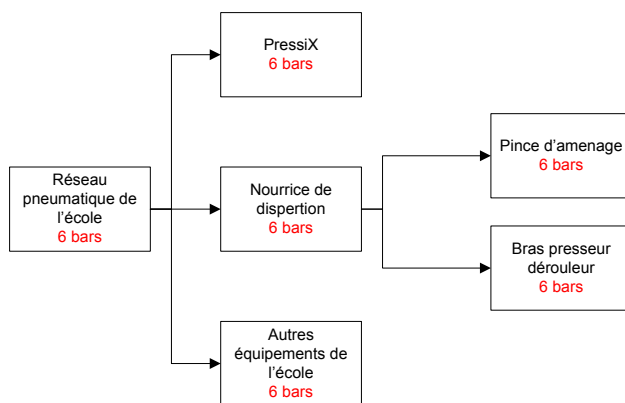 PressiX
6 bars
Pince d'amenage
6 bars
Réseau
pneumatique de
l'école
6 bars
Nourrice de
dispertion
6 bars
Bras presseur
dérouleur
6 bars
Autres
équipements de
l'école
6 bars